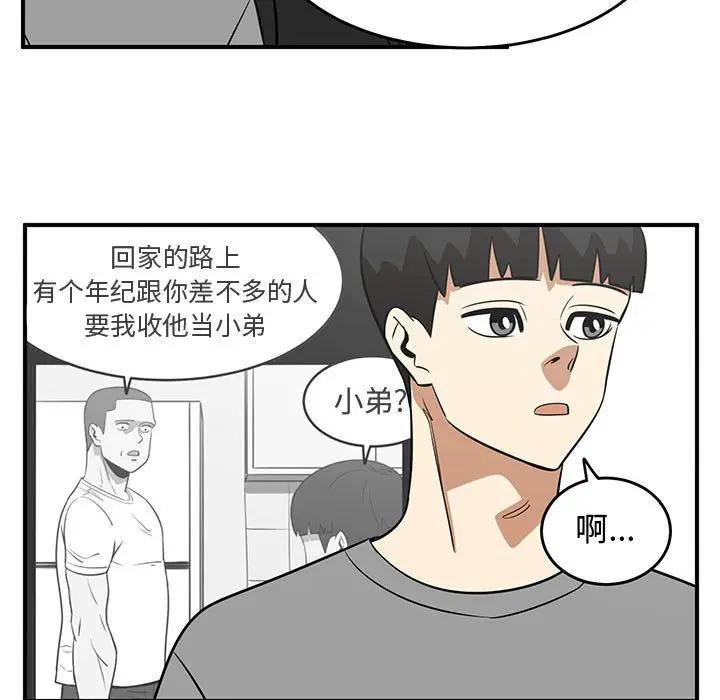 回家的路上
有个年纪跟你差不多的人
要我收他当小弟
小弟?
啊...